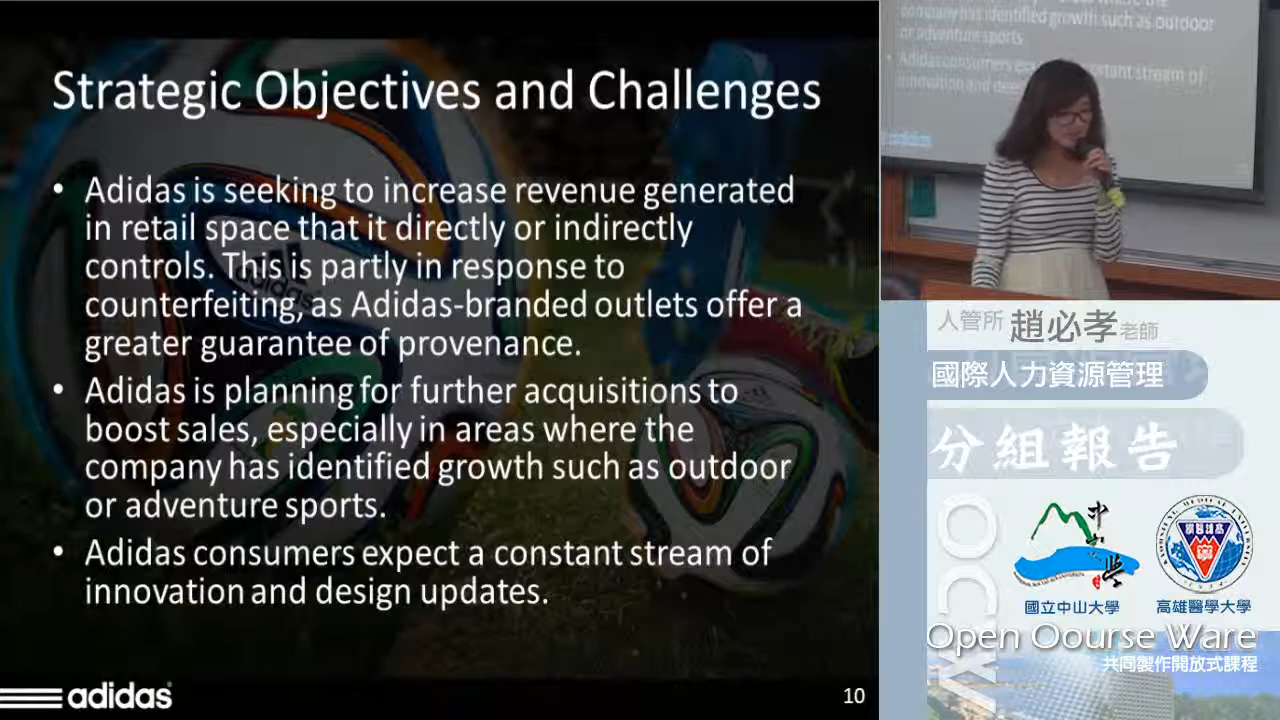 Strategic Objectives and Challenges
• Adidas is seeking to increase revenue generated
in retail space that it directly or indirectly
controls. This is partly in response to
counterfeiting, as Adidas-branded outlets offer a
greater guarantee of provenance.
• Adidas is planning for further acquisitions to
boost sales, especially in areas where the
company has identified growth such as outdoor
or adventure sports.
• Adidas consumers expect a constant stream of
innovation and design updates.
adidas
10
company has identified growth such as outdoor
or adventure sports
人管所 趙必孝老師
國際人力資源管理
分組報告
OCW
國立中山大學
高雄醫學大學
Open Oourse Ware
共同製作開放式課程